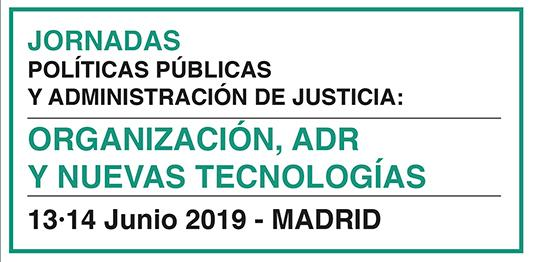 JORNADAS
POLÍTICAS PÚBLICAS
Y ADMINISTRACIÓN DE JUSTICIA:
ORGANIZACIÓN, ADR
Y NUEVAS TECNOLOGÍAS
13·14 Junio 2019 - MADRID